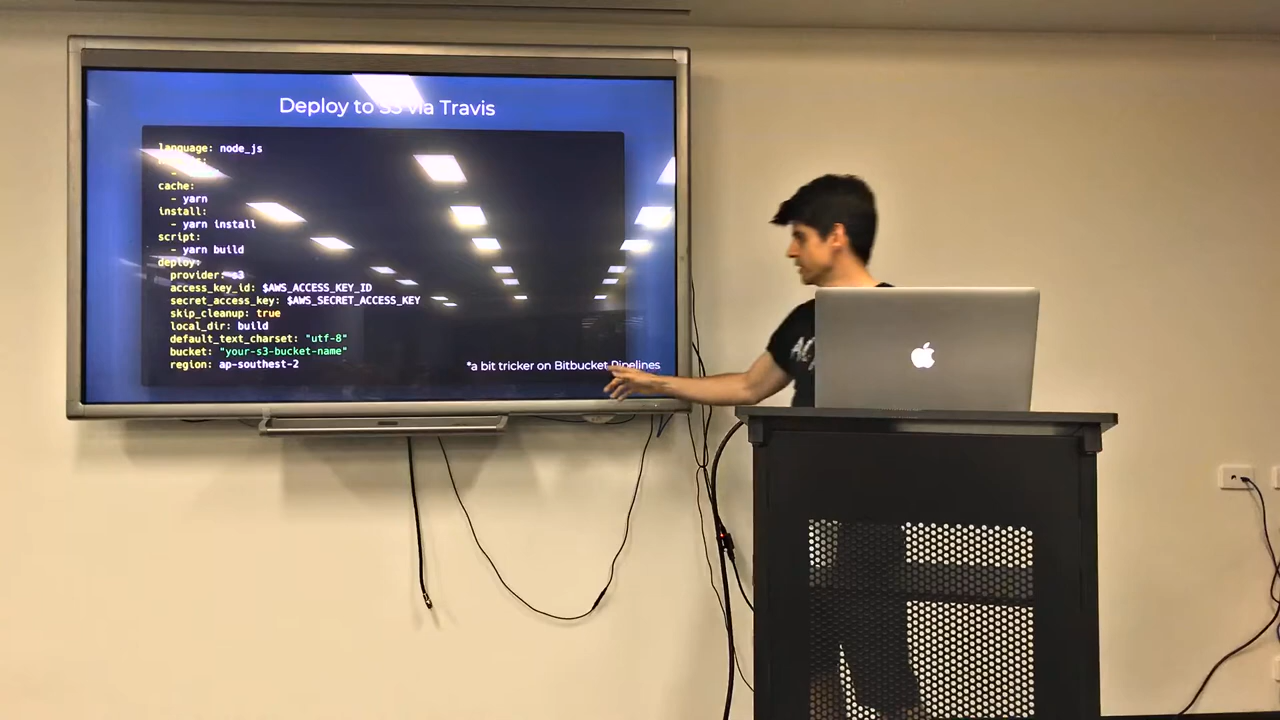 Deploy to S3 via Travis
language: node_js
cache:
- yarn
install:
- yarn install
script:
- yarn build
deploy:
provider: s3
access_key_id: $AWS_ACCESS_KEY_ID
secret_access_key: $AWS_SECRET_ACCESS_KEY
skip_cleanup: true
local_dir: build
default_text_charset: "utf-8"
bucket: "your-s3-bucket-name"
region: ap-southest-2
*a bit tricker on Bitbucket Pipelines